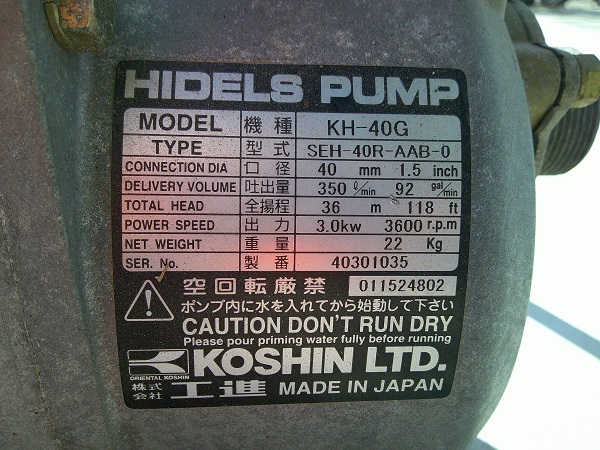 HIDELS PUMP
MODEL 機種 KH-40G
TYPE 型式 SEH-40R-AAB-0
CONNECTION DIA 口径 40 mm 1.5 inch
DELIVERY VOLUME 吐出量 350 ℓ/min 92 gal/min
TOTAL HEAD 全揚程 36 m 118 ft
POWER SPEED 出力 3.0kw 3600 r.p.m
NET WEIGHT 重量 22 Kg
SER. No. 製番 40301035
空回転厳禁 011524802
ポンプ内に水を入れてから始動して下さい
CAUTION DON'T RUN DRY
Please pour priming water fully before running
ORIENTAL KOSHIN KOSHIN LTD.
株式会社 工進 MADE IN JAPAN